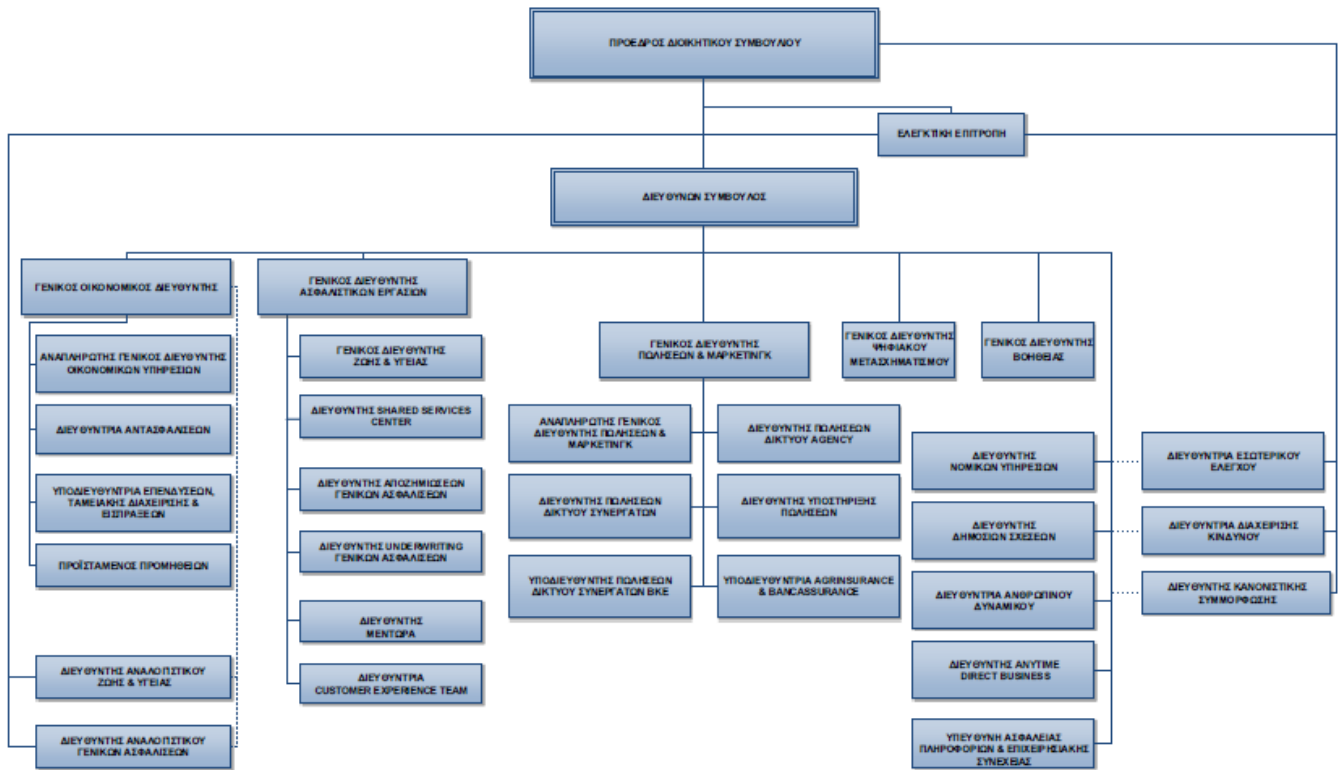 ΠΡΟΕΔΡΟΣ ΔΙΟΙΚΗΤΙΚΟΥ ΣΥΜΒΟΥΛΙΟΥ
ΕΛΕΓΚΤΙΚΗ ΕΠΙΤΡΟΠΗ
ΔΙΕΥΘΥΝΩΝ ΣΥΜΒΟΥΛΟΣ
ΓΕΝΙΚΟΣ ΟΙΚΟΝΟΜΙΚΟΣ ΔΙΕΥΘΥΝΤΗΣ
ΑΝΑΠΛΗΡΩΤΗΣ ΓΕΝΙΚΟΣ ΔΙΕΥΘΥΝΤΗΣ
ΟΙΚΟΝΟΜΙΚΩΝ ΥΠΗΡΕΣΙΩΝ
ΔΙΕΥΘΥΝΤΡΙΑ ΑΝΤΑΣΦΑΛΙΣΕΩΝ
ΥΠΟΔΙΕΥΘΥΝΤΡΙΑ ΕΠΕΝΔΥΣΕΩΝ,
ΤΑΜΕΙΑΚΗΣ ΔΙΑΧΕΙΡΙΣΗΣ &
ΕΙΣΠΡΑΞΕΩΝ
ΠΡΟΪΣΤΑΜΕΝΟΣ ΠΡΟΜΗΘΕΙΩΝ
ΔΙΕΥΘΥΝΤΗΣ ΑΝΑΛΟΓΙΣΤΙΚΟΥ
ΖΩΗΣ & ΥΓΕΙΑΣ
ΔΙΕΥΘΥΝΤΗΣ ΑΝΑΛΟΓΙΣΤΙΚΟΥ
ΓΕΝΙΚΩΝ ΑΣΦΑΛΙΣΕΩΝ
ΓΕΝΙΚΟΣ ΔΙΕΥΘΥΝΤΗΣ
ΑΣΦΑΛΙΣΤΙΚΩΝ ΕΡΓΑΣΙΩΝ
ΓΕΝΙΚΟΣ ΔΙΕΥΘΥΝΤΗΣ
ΖΩΗΣ & ΥΓΕΙΑΣ
ΔΙΕΥΘΥΝΤΗΣ SHARED SERVICES
CENTER
ΔΙΕΥΘΥΝΤΗΣ ΑΠΟΖΗΜΙΩΣΕΩΝ
ΓΕΝΙΚΩΝ ΑΣΦΑΛΙΣΕΩΝ
ΔΙΕΥΘΥΝΤΗΣ UNDERWRITING
ΓΕΝΙΚΩΝ ΑΣΦΑΛΙΣΕΩΝ
ΔΙΕΥΘΥΝΤΗΣ
ΜΕΝΤΩΡΑ
ΔΙΕΥΘΥΝΤΡΙΑ
CUSTOMER EXPERIENCE TEAM
ΓΕΝΙΚΟΣ ΔΙΕΥΘΥΝΤΗΣ
ΠΩΛΗΣΕΩΝ & ΜΑΡΚΕΤΙΝΓΚ
ΑΝΑΠΛΗΡΩΤΗΣ ΓΕΝΙΚΟΣ
ΔΙΕΥΘΥΝΤΗΣ ΠΩΛΗΣΕΩΝ &
ΜΑΡΚΕΤΙΝΓΚ
ΔΙΕΥΘΥΝΤΗΣ ΠΩΛΗΣΕΩΝ
ΔΙΚΤΥΟΥ AGENCY
ΔΙΕΥΘΥΝΤΗΣ ΠΩΛΗΣΕΩΝ
ΔΙΚΤΥΟΥ ΣΥΝΕΡΓΑΤΩΝ
ΔΙΕΥΘΥΝΤΗΣ ΥΠΟΣΤΗΡΙΞΗΣ
ΠΩΛΗΣΕΩΝ
ΥΠΟΔΙΕΥΘΥΝΤΗΣ ΠΩΛΗΣΕΩΝ
ΔΙΚΤΥΟΥ ΣΥΝΕΡΓΑΤΩΝ ΒΚΕ
ΥΠΟΔΙΕΥΘΥΝΤΡΙΑ AGRINSURANCE
& BANCASSURANCE
ΓΕΝΙΚΟΣ ΔΙΕΥΘΥΝΤΗΣ
ΨΗΦΙΑΚΟΥ
ΜΕΤΑΣΧΗΜΑΤΙΣΜΟΥ
ΓΕΝΙΚΟΣ ΔΙΕΥΘΥΝΤΗΣ
ΒΟΗΘΕΙΑΣ
ΔΙΕΥΘΥΝΤΗΣ
ΝΟΜΙΚΩΝ ΥΠΗΡΕΣΙΩΝ
ΔΙΕΥΘΥΝΤΗΣ
ΔΗΜΟΣΙΩΝ ΣΧΕΣΕΩΝ
ΔΙΕΥΘΥΝΤΡΙΑ ΑΝΘΡΩΠΙΝΟΥ
ΔΥΝΑΜΙΚΟΥ
ΔΙΕΥΘΥΝΤΗΣ ANYTIME
DIRECT BUSINESS
ΥΠΕΥΘΥΝΗ ΑΣΦΑΛΕΙΑΣ
ΠΛΗΡΟΦΟΡΙΩΝ & ΕΠΙΧΕΙΡΗΣΙΑΚΗΣ
ΣΥΝΕΧΕΙΑΣ
ΔΙΕΥΘΥΝΤΡΙΑ ΕΣΩΤΕΡΙΚΟΥ
ΕΛΕΓΧΟΥ
ΔΙΕΥΘΥΝΤΡΙΑ ΔΙΑΧΕΙΡΙΣΗΣ
ΚΙΝΔΥΝΟΥ
ΔΙΕΥΘΥΝΤΗΣ ΚΑΝΟΝΙΣΤΙΚΗΣ
ΣΥΜΜΟΡΦΩΣΗΣ